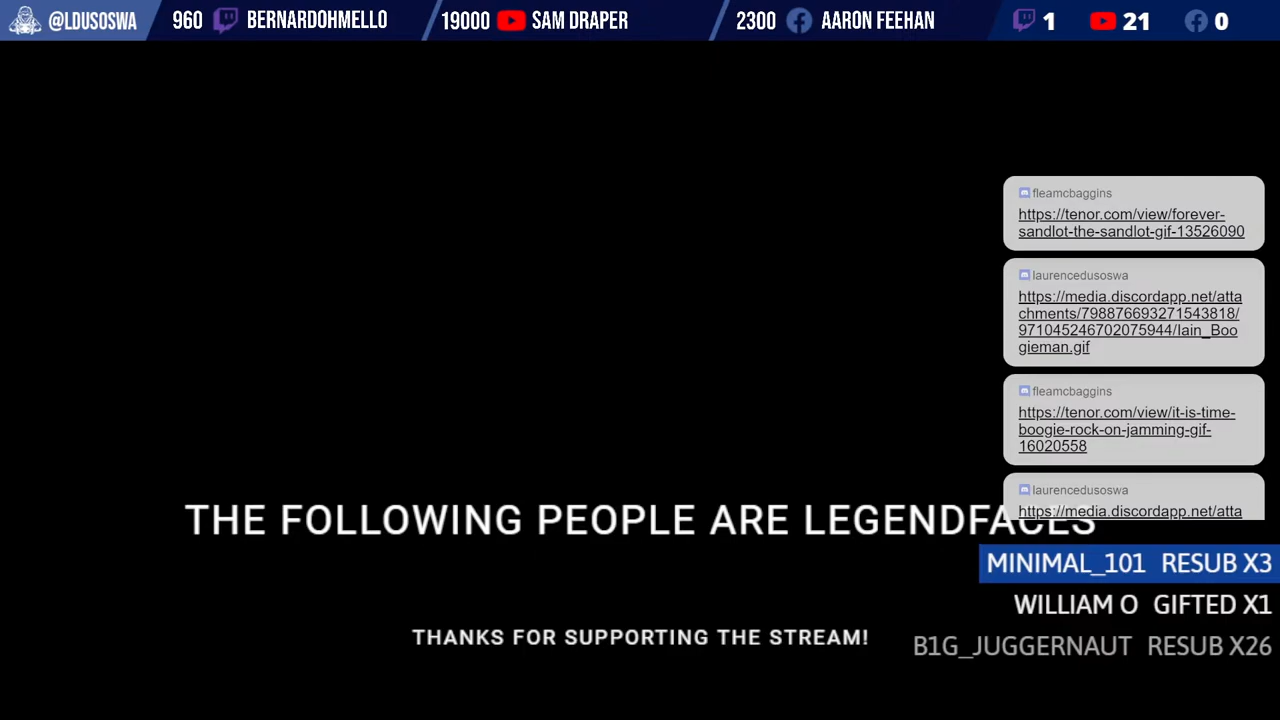 @LDUSOSWA 960 BERNARDOHMELLO 19000 SAM DRAPER 2300 AARON FEEHAN 1 21 0
fleamcbaggins
https://tenor.com/view/forever-
sandlot-the-sandlot-gif-13526090
laurencedusoswa
https://media.discordapp.net/atta
chments/798876693271543818/
971045246702075944/Iain_Boo
gieman.gif
fleamcbaggins
https://tenor.com/view/it-is-time-
boogie-rock-on-jamming-gif-
16020558
laurencedusoswa
https://media.discordapp.net/atta
THE FOLLOWING PEOPLE ARE LEGENDFACES
MINIMAL_101 RESUB X3
WILLIAM O GIFTED X1
THANKS FOR SUPPORTING THE STREAM!
B1G_JUGGERNAUT RESUB X26